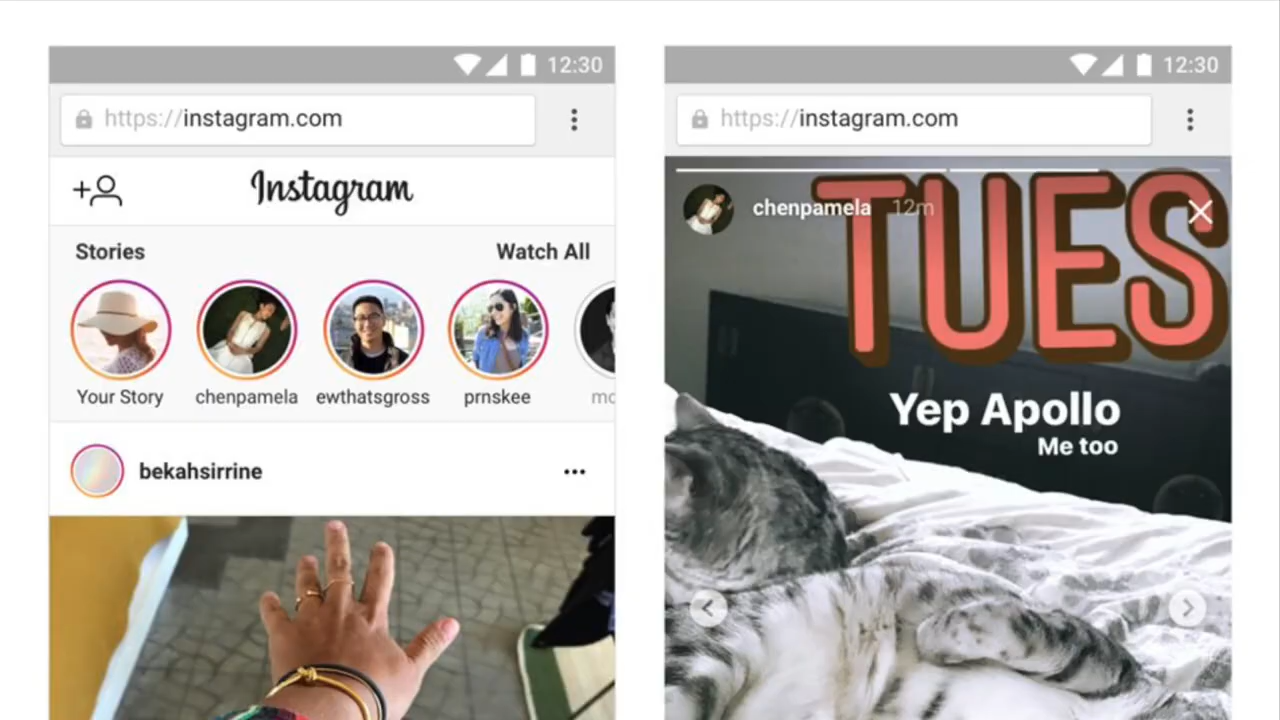 12:30
https://instagram.com
Instagram
Stories
Watch All
Your Story
chenpamela
ewthatsgross
prnskee
mo
bekahsirrine
12:30
https://instagram.com
chenpamela 12m
TUES
Yep Apollo
Me too